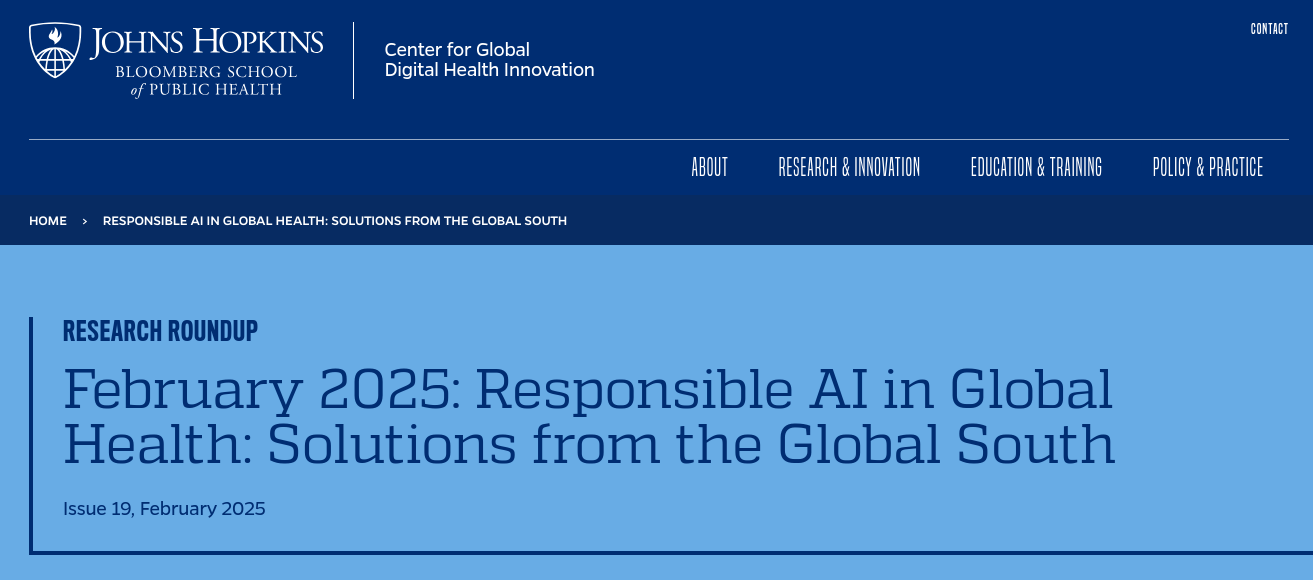 JOHNS HOPKINS
BLOOMBERG SCHOOL
of PUBLIC HEALTH
Center for Global
Digital Health Innovation
CONTACT
ABOUT RESEARCH & INNOVATION EDUCATION & TRAINING POLICY & PRACTICE
HOME > RESPONSIBLE AI IN GLOBAL HEALTH: SOLUTIONS FROM THE GLOBAL SOUTH
RESEARCH ROUNDUP
February 2025: Responsible AI in Global
Health: Solutions from the Global South
Issue 19, February 2025